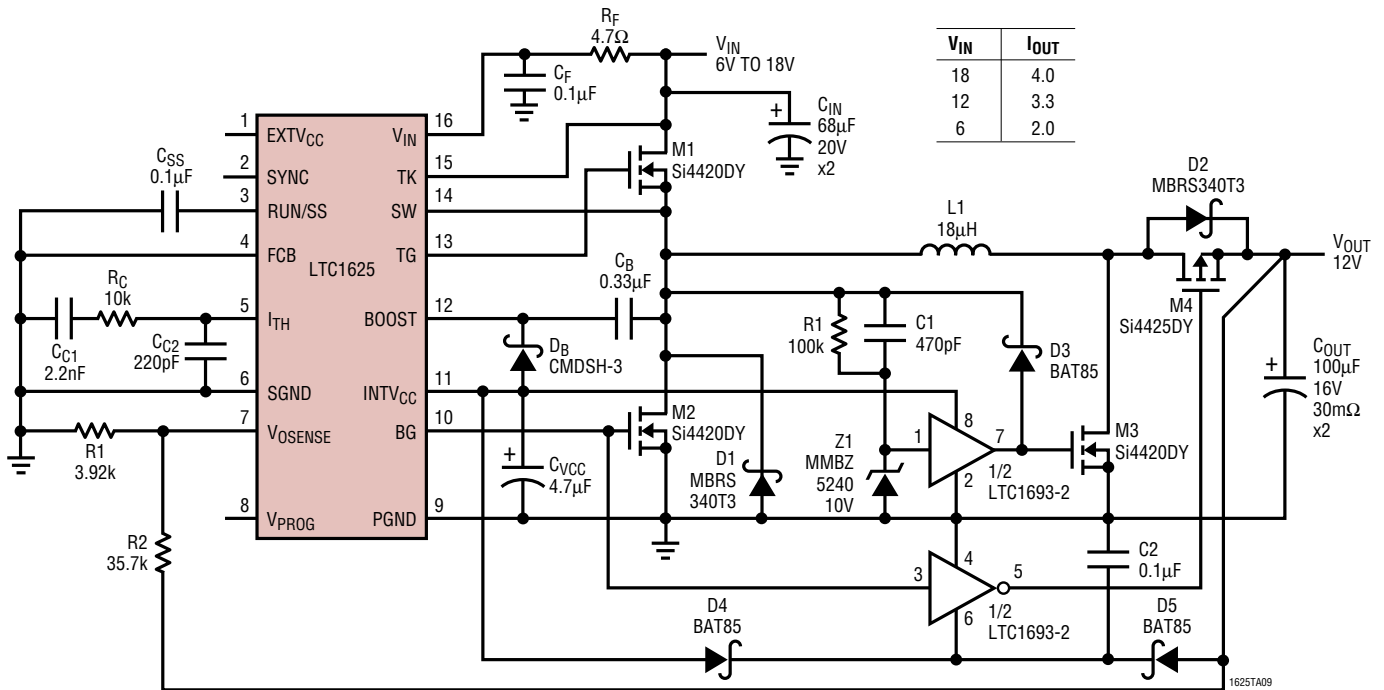 RF
4.7Ω
VIN
6V TO 18V
CF
0.1µF
VIN IOUT
18 4.0
12 3.3
6 2.0
CIN
68µF
20V
x2
+
1
EXTVCC
2
SYNC
3
RUN/SS
4
FCB
LTC1625
5
ITH
6
SGND
7
VOSENSE
8
VPROG
16
VIN
15
TK
14
SW
13
TG
12
BOOST
11
INTVCC
10
BG
9
PGND
CSS
0.1µF
RC
10k
CC1
2.2nF
CC2
220pF
R1
3.92k
R2
35.7k
M1
Si4420DY
CB
0.33µF
DB
CMDSH-3
+
CVCC
4.7µF
M2
Si4420DY
D1
MBRS
340T3
L1
18µH
R1
100k
C1
470pF
D3
BAT85
Z1
MMBZ
5240
10V
1
8
7
2
1/2
LTC1693-2
M3
Si4420DY
D2
MBRS340T3
M4
Si4425DY
VOUT
12V
+
COUT
100µF
16V
30mΩ
x2
3
4
5
6
1/2
LTC1693-2
C2
0.1µF
D4
BAT85
D5
BAT85
1625TA09